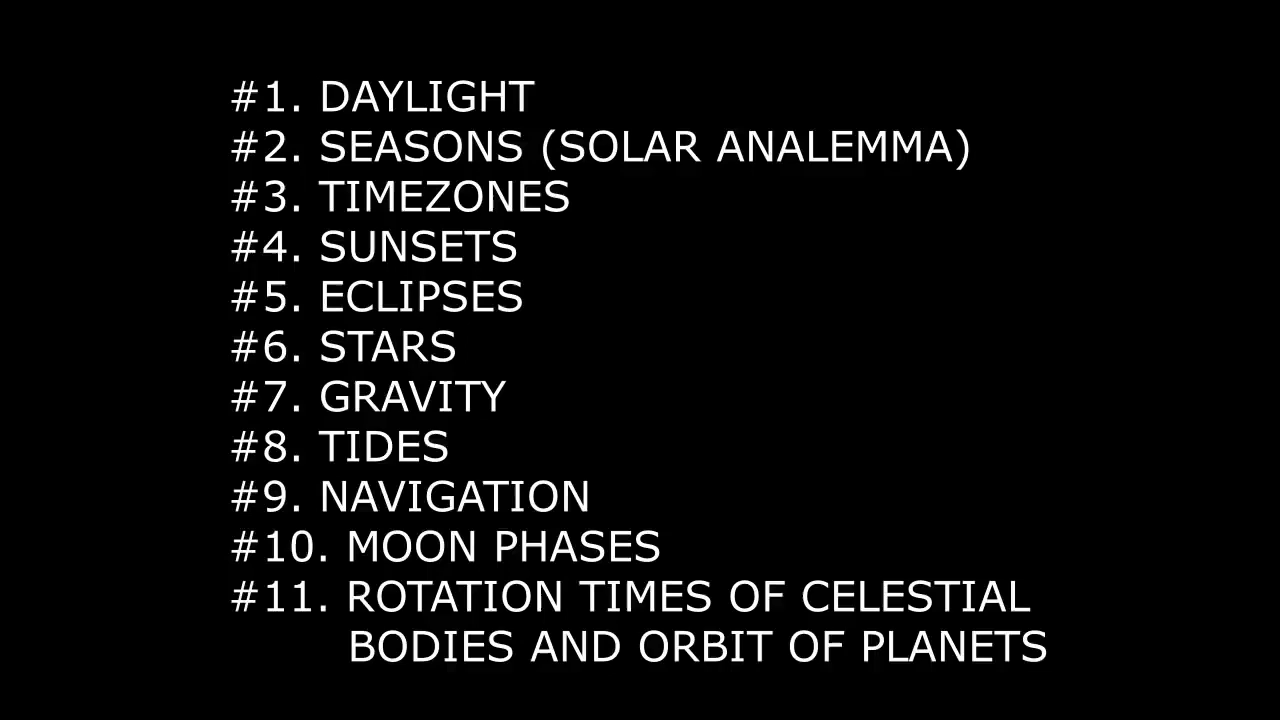 #1. DAYLIGHT
#2. SEASONS (SOLAR ANALEMMA)
#3. TIMEZONES
#4. SUNSETS
#5. ECLIPSES
#6. STARS
#7. GRAVITY
#8. TIDES
#9. NAVIGATION
#10. MOON PHASES
#11. ROTATION TIMES OF CELESTIAL
BODIES AND ORBIT OF PLANETS